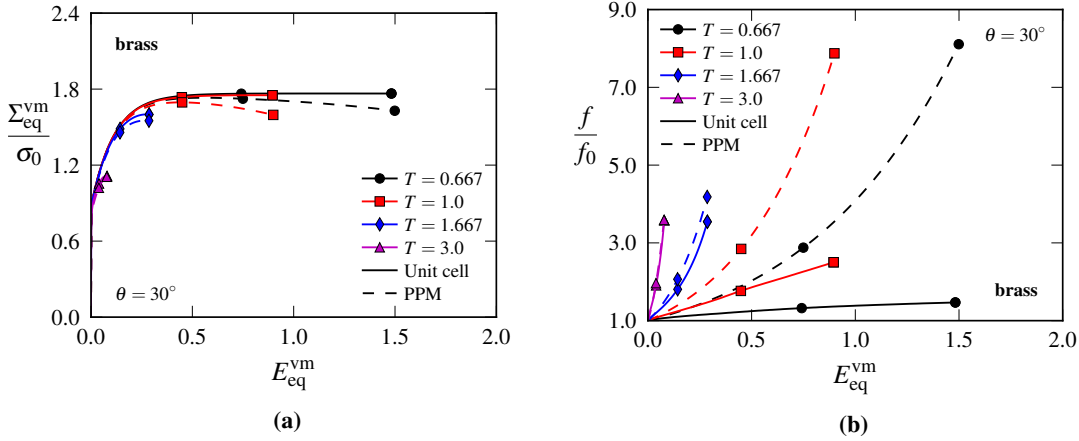 brass
Σ_eq^vm / σ_0
1.8
2.4
1.2
0.6
0.0
T = 0.667
T = 1.0
T = 1.667
T = 3.0
Unit cell
PPM
θ = 30°
0.0 0.5 1.0 1.5 2.0
E_eq^vm
(a)
9.0
7.0
5.0
3.0
1.0
f / f_0
T = 0.667
T = 1.0
T = 1.667
T = 3.0
Unit cell
PPM
θ = 30°
brass
0.0 0.5 1.0 1.5 2.0
E_eq^vm
(b)